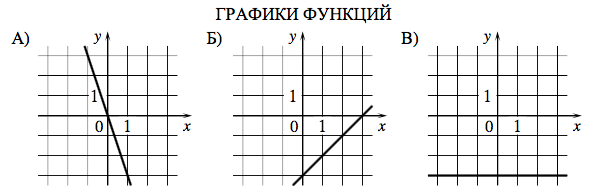 ГРАФИКИ ФУНКЦИЙ
А) y Б) y В) y
1 1 1
0 1 x 0 1 x 0 1 x